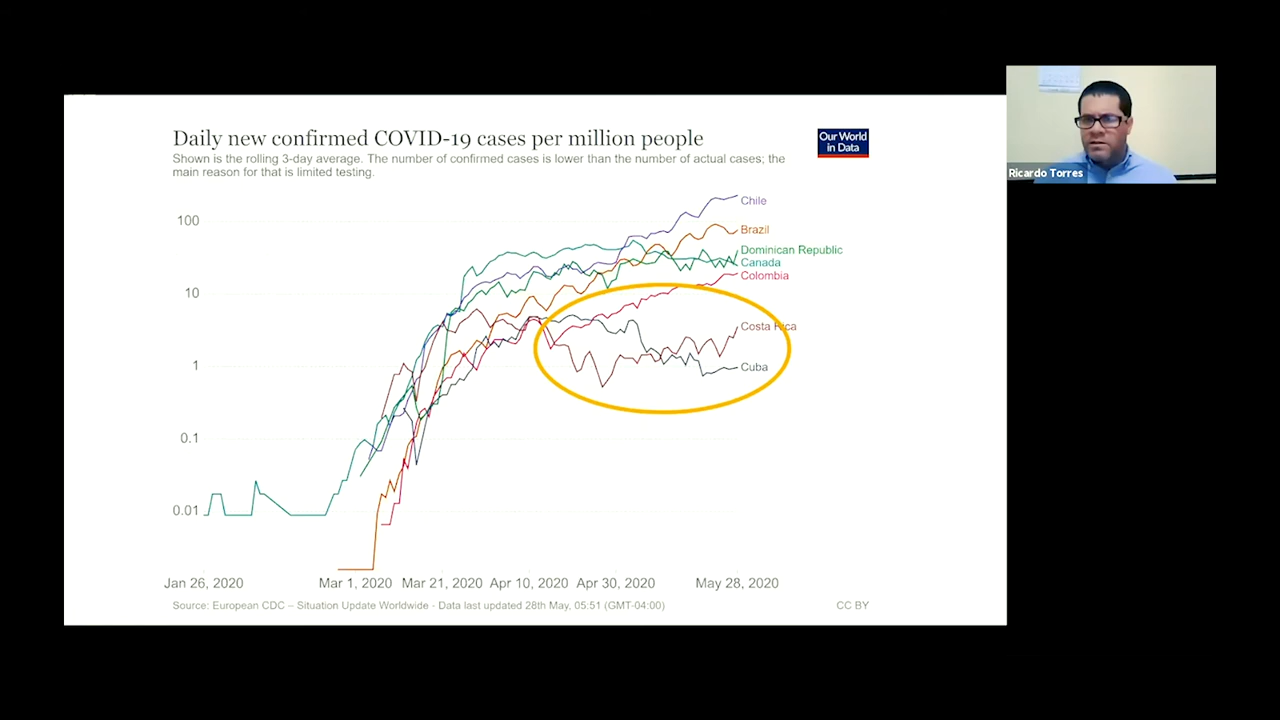 Daily new confirmed COVID-19 cases per million people
Shown is the rolling 3-day average. The number of confirmed cases is lower than the number of actual cases; the
main reason for that is limited testing.
Our World
in Data
Ricardo Torres
100
10
1
0.1
0.01
Chile
Brazil
Dominican Republic
Canada
Colombia
Costa Rica
Cuba
Jan 26, 2020
Mar 1, 2020
Mar 21, 2020
Apr 10, 2020
Apr 30, 2020
May 28, 2020
Source: European CDC – Situation Update Worldwide - Data last updated 28th May, 05:51 (GMT-04:00)
CC BY